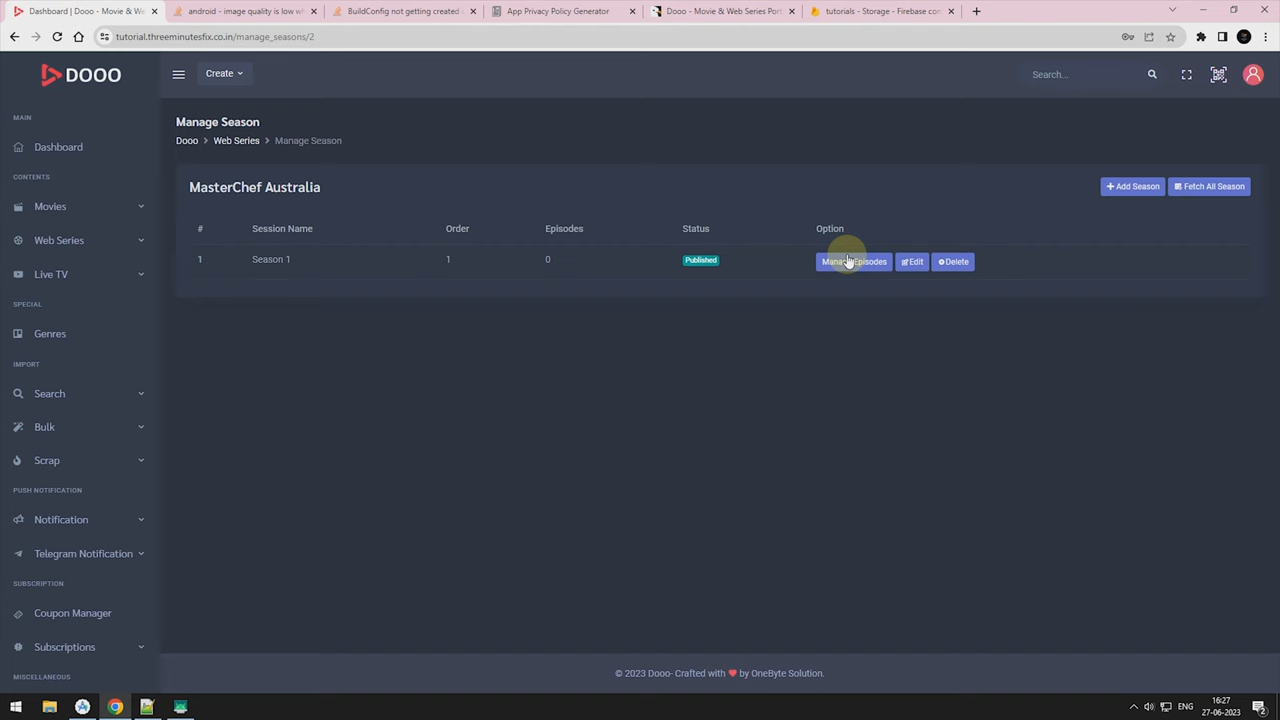 Dashboard | Dooo - Movie & We
android - image quality is low wh
BuildConfig not getting created 
App Privacy Policy Generator
Dooo - Movie & Web Series Port
tutorials - Storage - Firebase con
tutorial.threeminutesfix.co.in/manage_seasons/2
DOOO
Create
Search...
MAIN
Dashboard
CONTENTS
Movies
Web Series
Live TV
SPECIAL
Genres
IMPORT
Search
Bulk
Scrap
PUSH NOTIFICATION
Notification
Telegram Notification
SUBSCRIPTION
Coupon Manager
Subscriptions
MISCELLANEOUS
Manage Season
Dooo > Web Series > Manage Season
MasterChef Australia
+ Add Season
Fetch All Season
# Session Name Order Episodes Status Option
1 Season 1 1 0 Published Manage Episodes Edit Delete
© 2023 Dooo- Crafted with ❤ by OneByte Solution.
ENG
16:27
27-06-2023
2